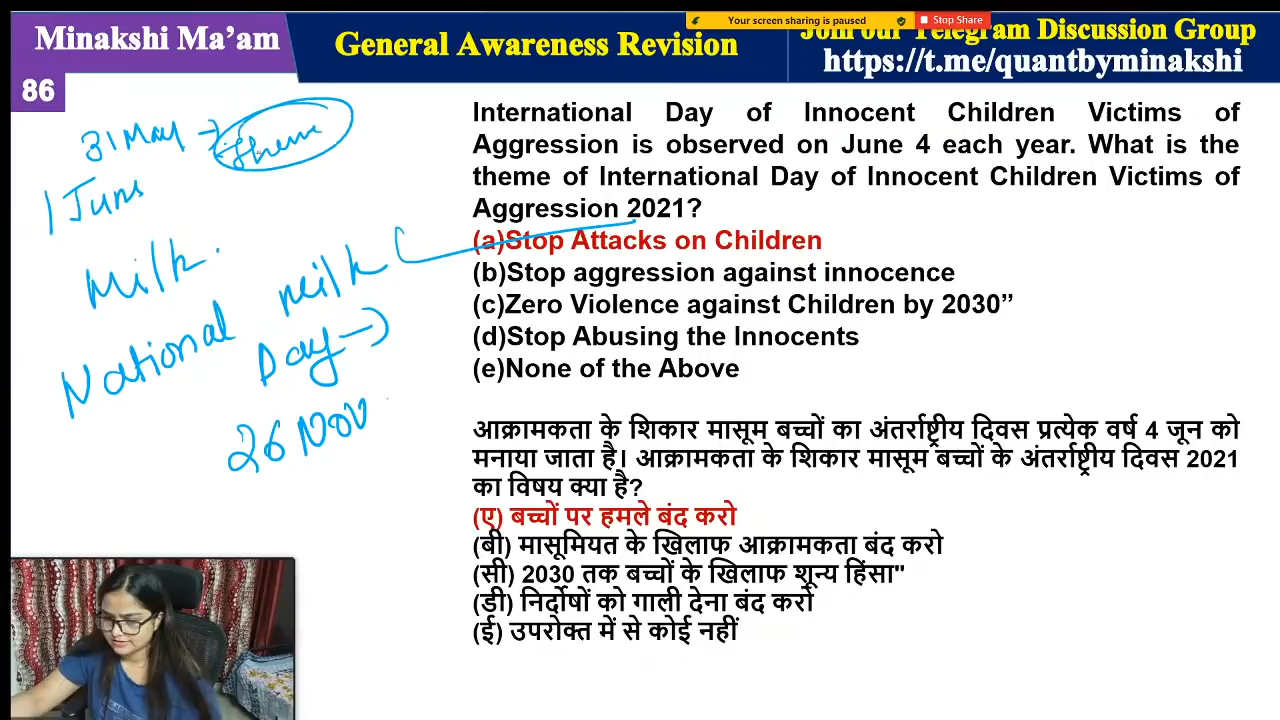 Your screen sharing is paused
Stop Share
Minakshi Ma'am
General Awareness Revision
Join our Telegram Discussion Group
https://t.me/quantbyminakshi
86
31 May → Theme
1 June
Milk.
National milk
Day →
26 Nov
International Day of Innocent Children Victims of
Aggression is observed on June 4 each year. What is the
theme of International Day of Innocent Children Victims of
Aggression 2021?
(a)Stop Attacks on Children
(b)Stop aggression against innocence
(c)Zero Violence against Children by 2030”
(d)Stop Abusing the Innocents
(e)None of the Above
आक्रामकता के शिकार मासूम बच्चों का अंतर्राष्ट्रीय दिवस प्रत्येक वर्ष 4 जून को
मनाया जाता है। आक्रामकता के शिकार मासूम बच्चों के अंतर्राष्ट्रीय दिवस 2021
का विषय क्या है?
(ए) बच्चों पर हमले बंद करो
(बी) मासूमियत के खिलाफ आक्रामकता बंद करो
(सी) 2030 तक बच्चों के खिलाफ शून्य हिंसा"
(डी) निर्दोषों को गाली देना बंद करो
(ई) उपरोक्त में से कोई नहीं